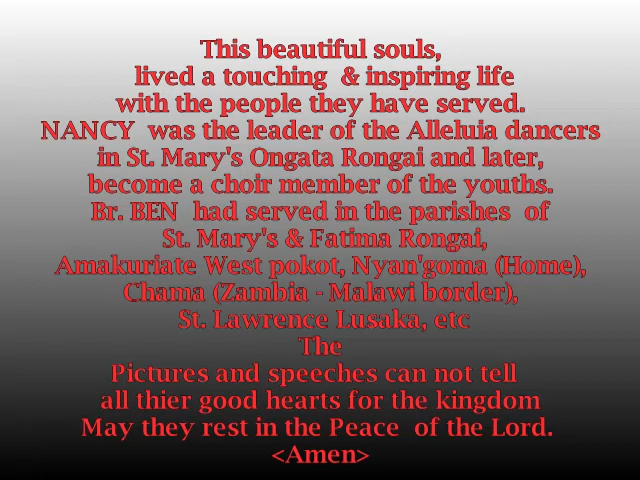 This beautiful souls,
lived a touching & inspiring life
with the people they have served.
NANCY was the leader of the Alleluia dancers
in St. Mary's Ongata Rongai and later,
become a choir member of the youths.
Br. BEN had served in the parishes of
St. Mary's & Fatima Rongai,
Amakuriate West pokot, Nyan'goma (Home),
Chama (Zambia - Malawi border),
St. Lawrence Lusaka, etc
The
Pictures and speeches can not tell
all thier good hearts for the kingdom
May they rest in the Peace of the Lord.
<Amen>